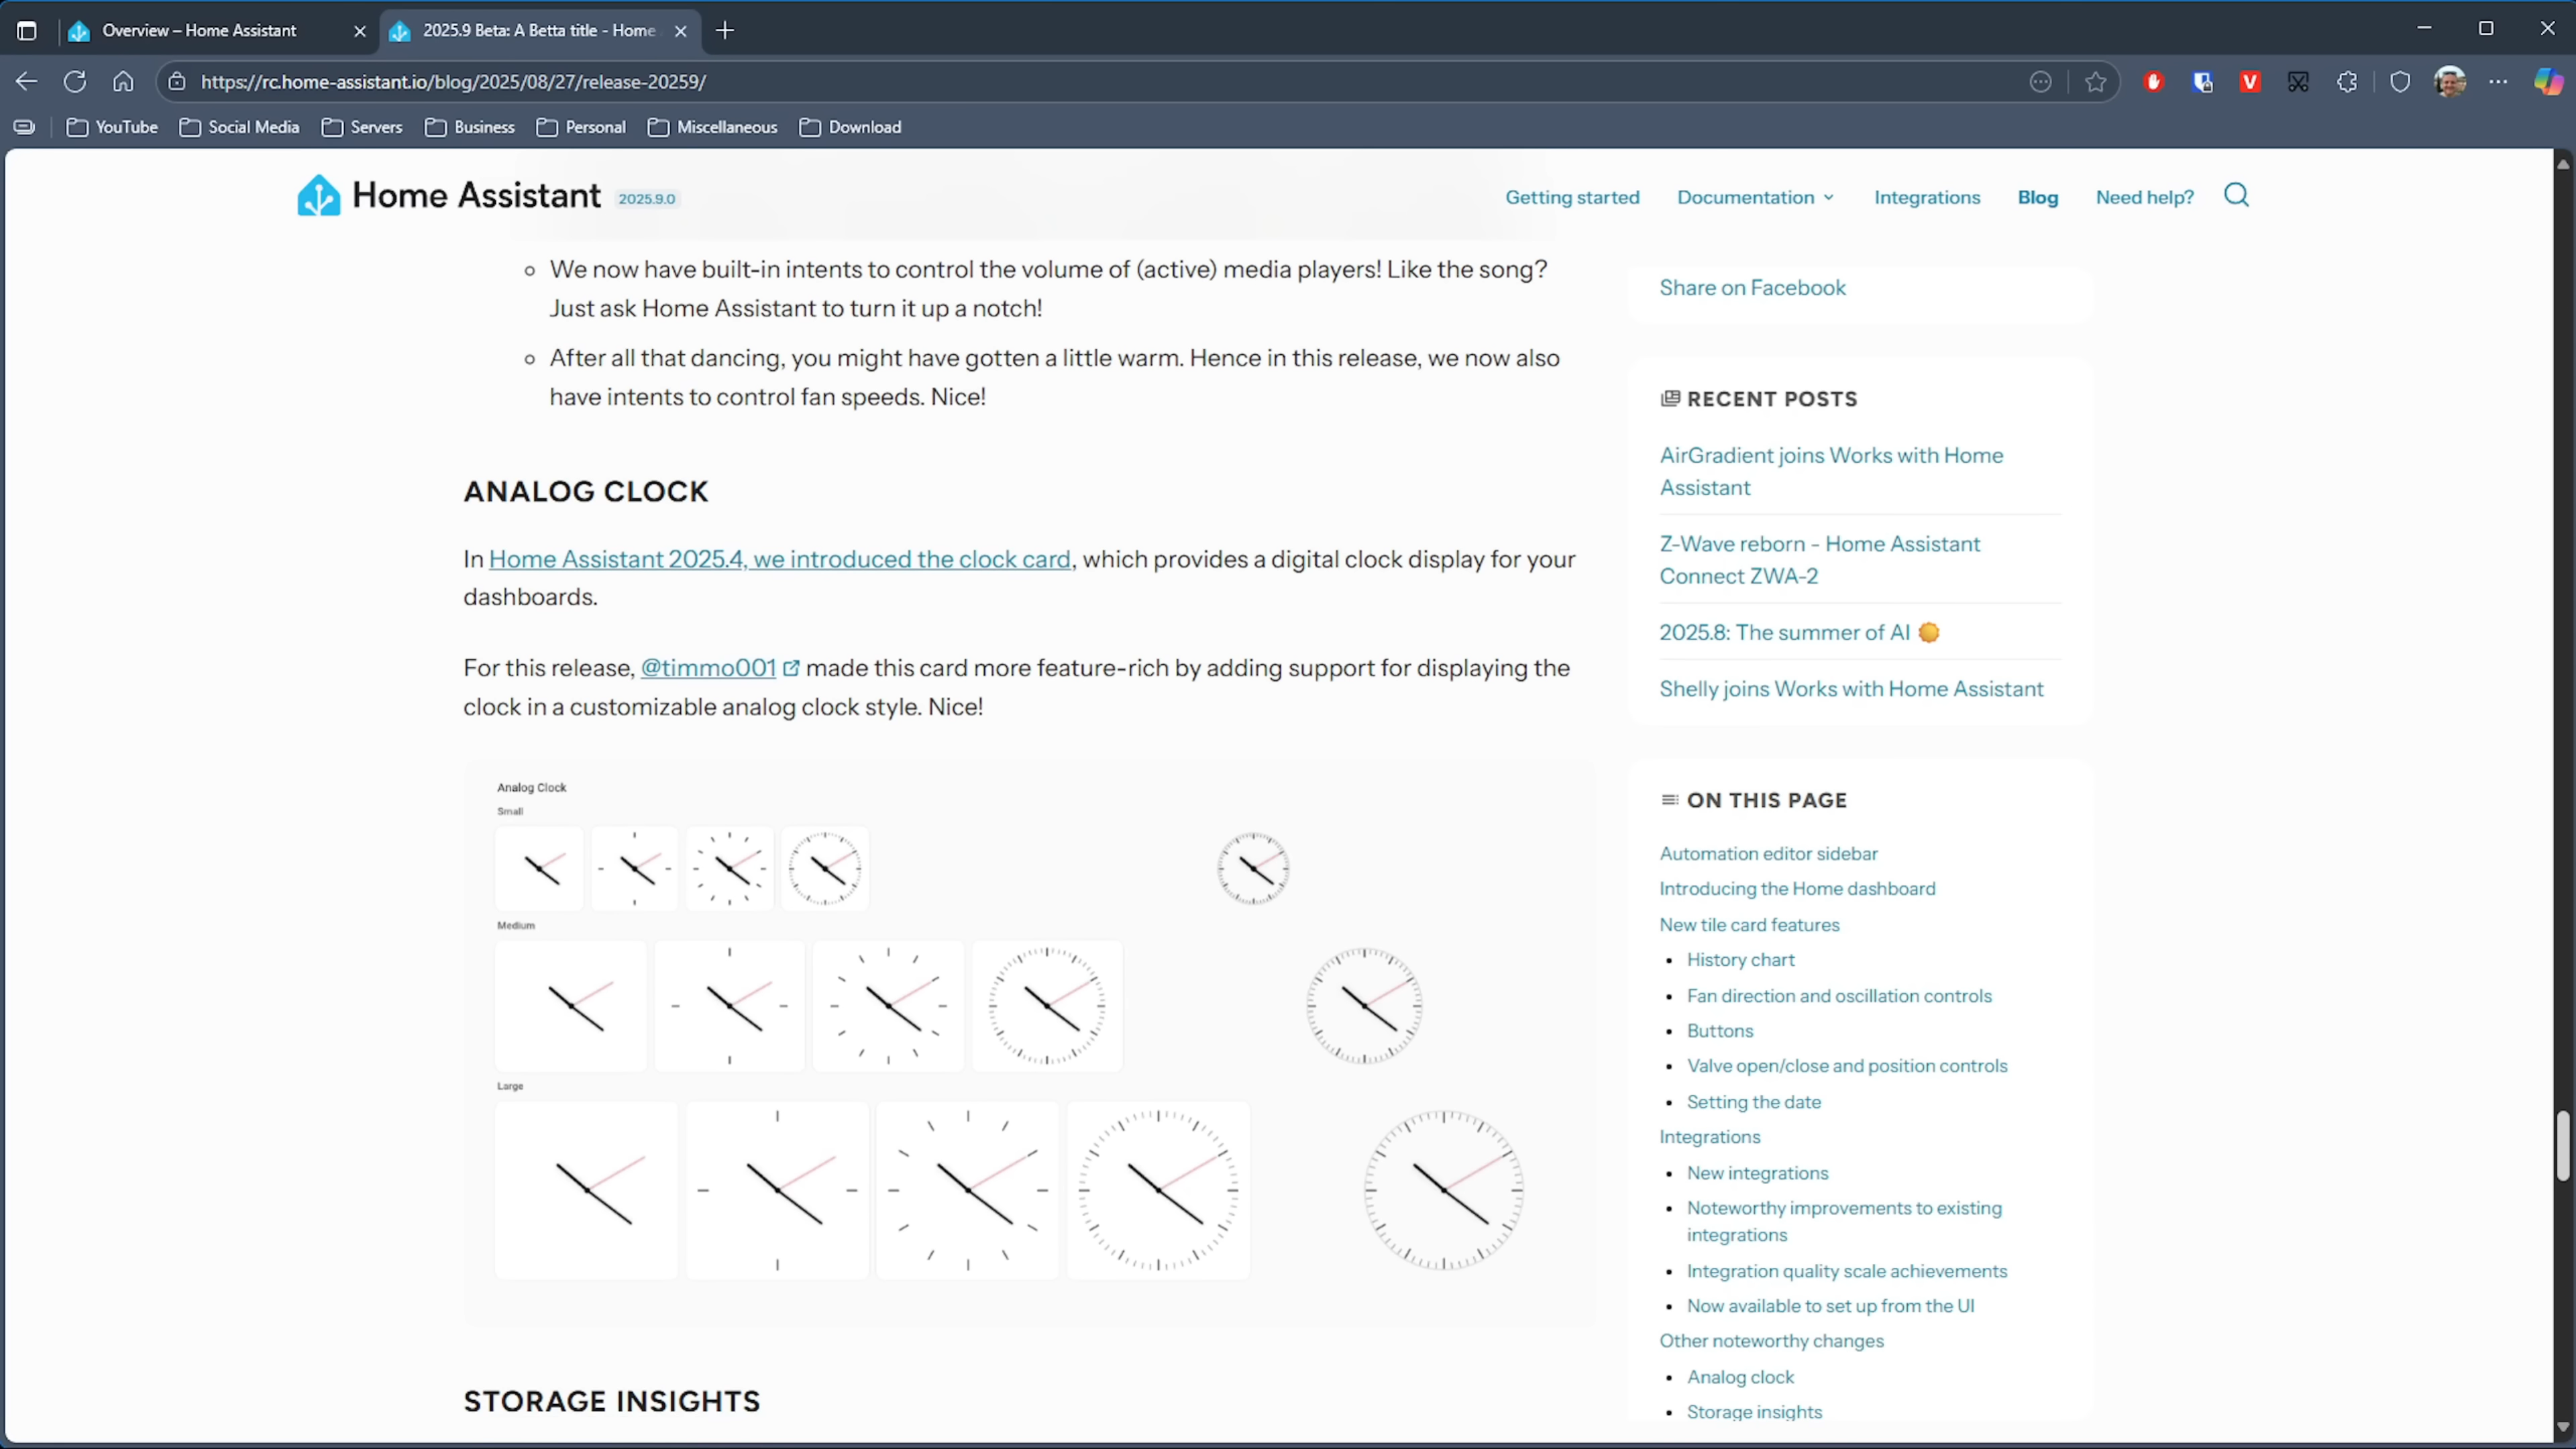 Overview – Home Assistant
2025.9 Beta: A Betta title - Home
https://rc.home-assistant.io/blog/2025/08/27/release-20259/
YouTube
Social Media
Servers
Business
Personal
Miscellaneous
Download
Home Assistant 2025.9.0
Getting started
Documentation
Integrations
Blog
Need help?
We now have built-in intents to control the volume of (active) media players! Like the song?
Just ask Home Assistant to turn it up a notch!
After all that dancing, you might have gotten a little warm. Hence in this release, we now also
have intents to control fan speeds. Nice!
ANALOG CLOCK
In Home Assistant 2025.4, we introduced the clock card, which provides a digital clock display for your
dashboards.
For this release, @timmo001 made this card more feature-rich by adding support for displaying the
clock in a customizable analog clock style. Nice!
Analog Clock
Small
Medium
Large
STORAGE INSIGHTS
Share on Facebook
RECENT POSTS
AirGradient joins Works with Home
Assistant
Z-Wave reborn - Home Assistant
Connect ZWA-2
2025.8: The summer of AI
Shelly joins Works with Home Assistant
ON THIS PAGE
Automation editor sidebar
Introducing the Home dashboard
New tile card features
History chart
Fan direction and oscillation controls
Buttons
Valve open/close and position controls
Setting the date
Integrations
New integrations
Noteworthy improvements to existing
integrations
Integration quality scale achievements
Now available to set up from the UI
Other noteworthy changes
Analog clock
Storage insights